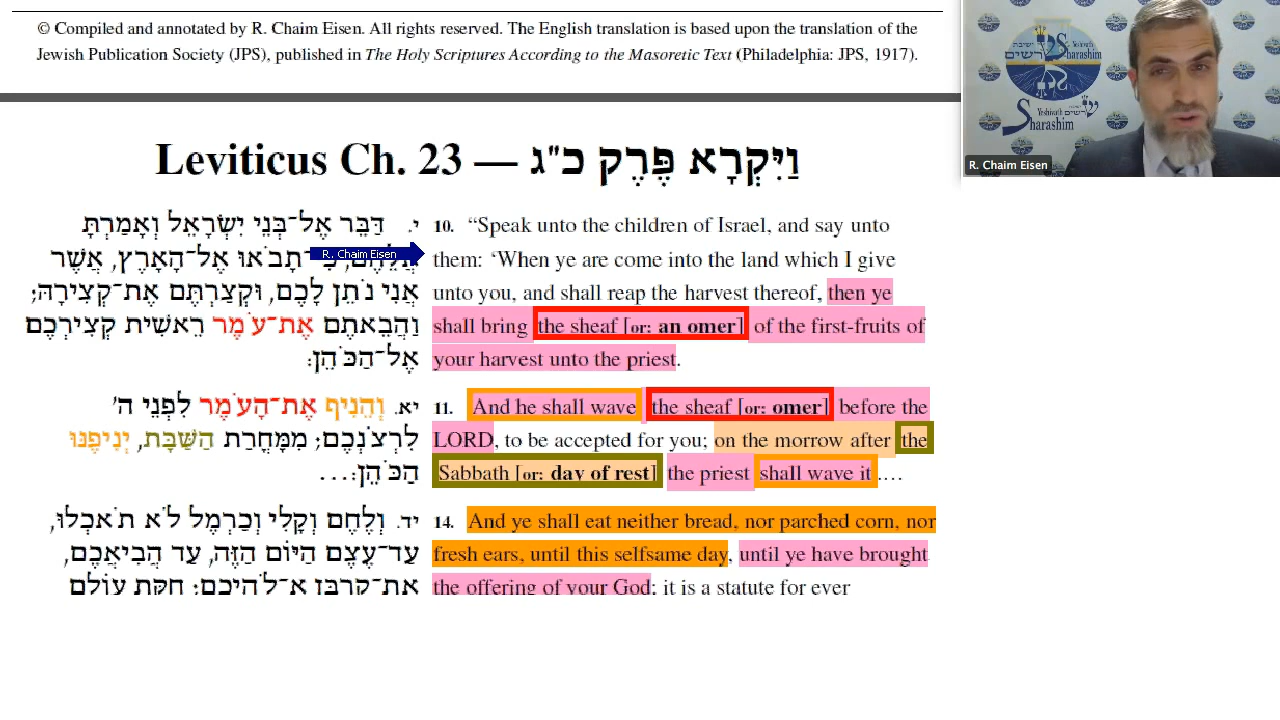 © Compiled and annotated by R. Chaim Eisen. All rights reserved. The English translation is based upon the translation of the
Jewish Publication Society (JPS), published in The Holy Scriptures According to the Masoretic Text (Philadelphia: JPS, 1917).
Leviticus Ch. 23 — וַיִּקְרָא פֶּרֶק כ"ג
י. דַּבֵּר אֶל־בְּנֵי יִשְׂרָאֵל וְאָמַרְתָּ
תָבֹאוּ אֶל־הָאָרֶץ, אֲשֶׁר
אֲנִי נֹתֵן לָכֶם, וּקְצַרְתֶּם אֶת־קְצִירָהּ;
וַהֲבֵאתֶם אֶת־עֹמֶר רֵאשִׁית קְצִירְכֶם
אֶל־הַכֹּהֵן:
10. “Speak unto the children of Israel, and say unto
them: ‘When ye are come into the land which I give
unto you, and shall reap the harvest thereof, then ye
shall bring the sheaf [or: an omer] of the first-fruits of
your harvest unto the priest.
יא. וְהֵנִיף אֶת־הָעֹמֶר לִפְנֵי ה'
לִרְצֹנְכֶם; מִמָּחֳרַת הַשַּׁבָּת, יְנִיפֶנּוּ
הַכֹּהֵן:...
11. And he shall wave the sheaf [or: omer] before the
LORD, to be accepted for you; on the morrow after the
Sabbath [or: day of rest] the priest shall wave it....
יד. וְלֶחֶם וְקָלִי וְכַרְמֶל לֹא תֹאכְלוּ,
עַד־עֶצֶם הַיּוֹם הַזֶּה, עַד הֲבִיאֲכֶם,
אֶת־קָרְבַּן אֱ־לֹהֵיכֶם: חֻקַּת עוֹלָם
14. And ye shall eat neither bread, nor parched corn, nor
fresh ears, until this selfsame day, until ye have brought
the offering of your God; it is a statute for ever
R. Chaim Eisen
ישיבת
שרשים
Yeshivath
Sharashim
Yeshivath שרשים
Sharashim
R. Chaim Eisen